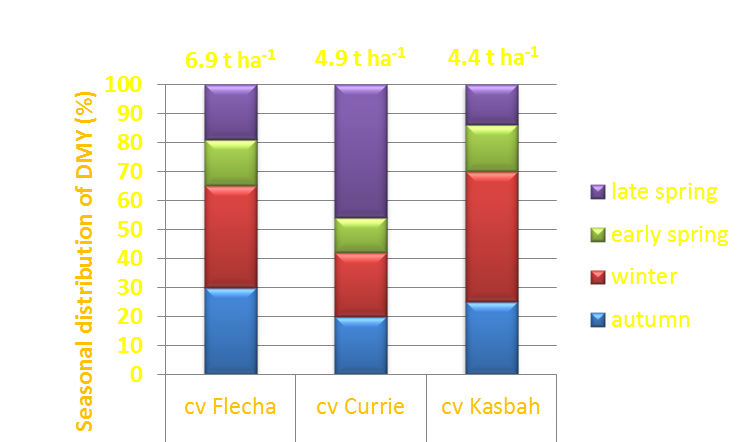 6.9 t ha⁻¹ 4.9 t ha⁻¹ 4.4 t ha⁻¹
Seasonal distribution of DMY (%)
100
90
80
70
60
50
40
30
20
10
0
cv Flecha cv Currie cv Kasbah
late spring
early spring
winter
autumn